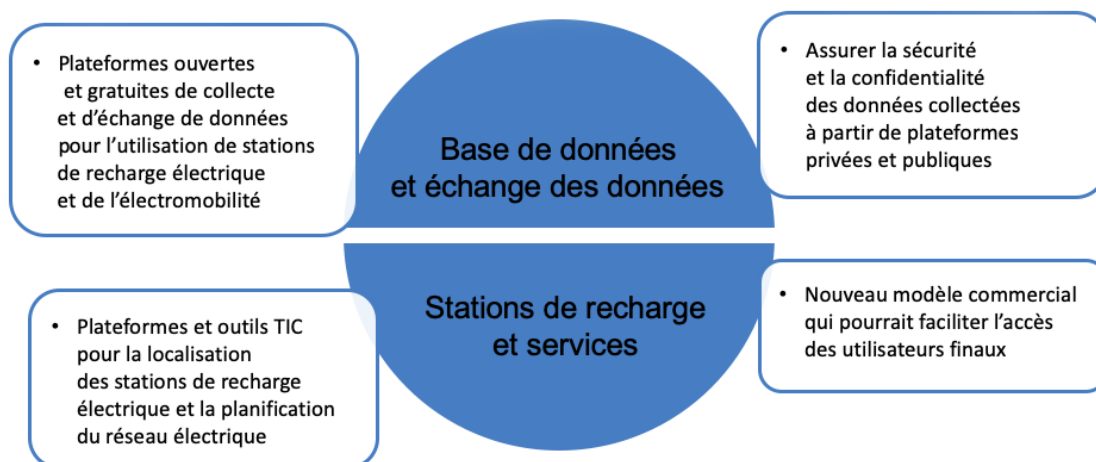 • Plateformes ouvertes
et gratuites de collecte
et d’échange de données
pour l’utilisation de stations
de recharge électrique
et de l’électromobilité
Base de données
et échange des données
• Assurer la sécurité
et la confidentialité
des données collectées
à partir de plateformes
privées et publiques
• Plateformes et outils TIC
pour la localisation
des stations de recharge
électrique et la planification
du réseau électrique
Stations de recharge
et services
• Nouveau modèle commercial
qui pourrait faciliter l’accès
des utilisateurs finaux